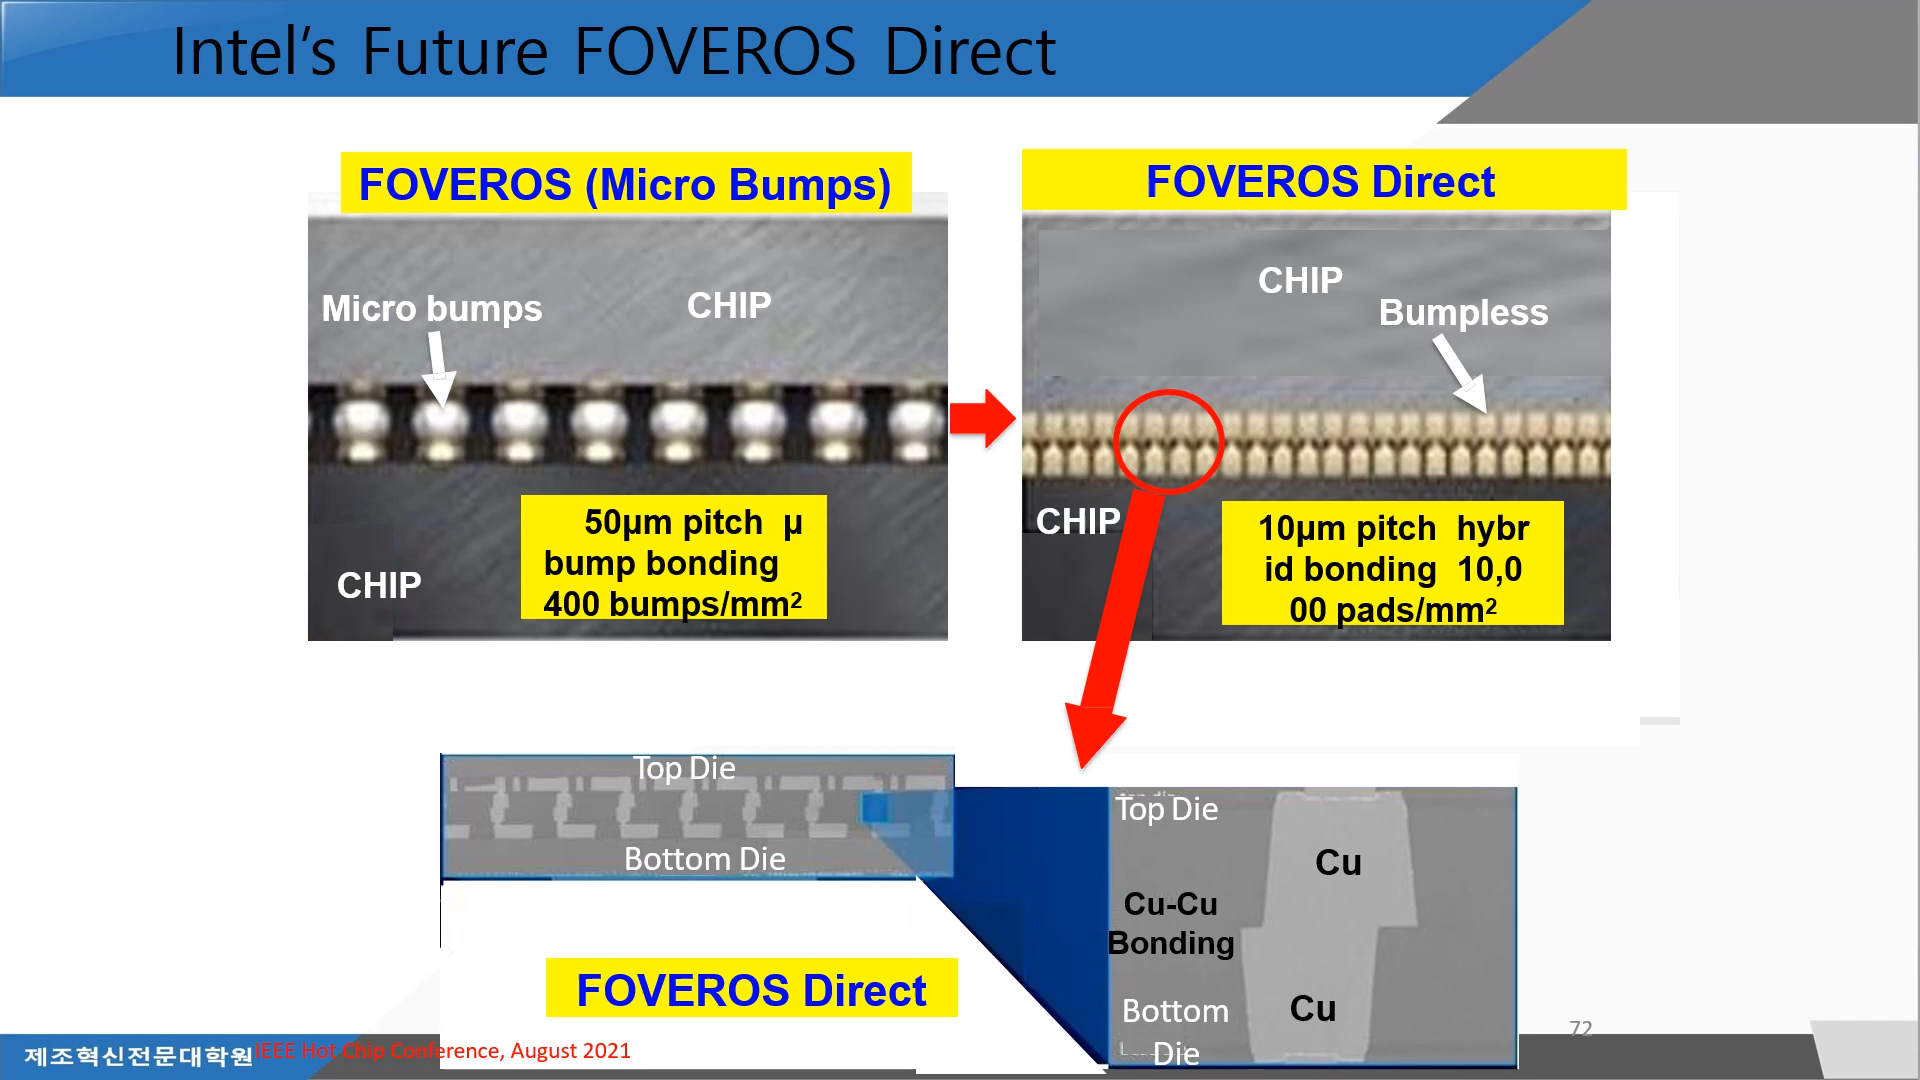 Intel's Future FOVEROS Direct
FOVEROS (Micro Bumps)
FOVEROS Direct
Micro bumps
CHIP
CHIP
Bumpless
50µm pitch µ
bump bonding
400 bumps/mm²
CHIP
CHIP
10µm pitch hybr
id bonding 10,0
00 pads/mm²
Top Die
Bottom Die
Top Die
Cu
Cu-Cu
Bonding
FOVEROS Direct
Bottom
Die
Cu
72
제조혁신전문대학원
IEEE Hot Chip Conference, August 2021